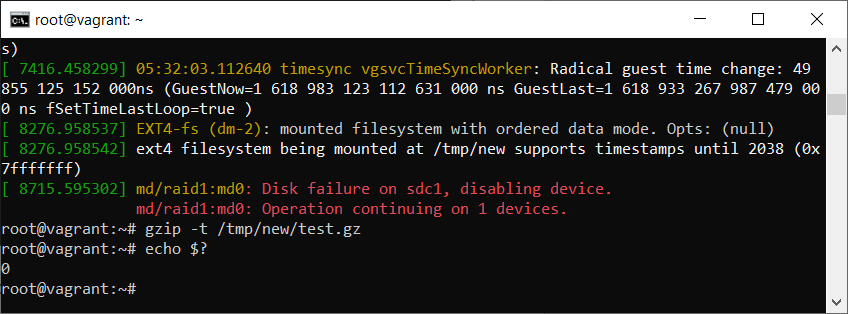 root@vagrant: ~
s)
[ 7416.458299] 05:32:03.112640 timesync vgsvcTimeSyncWorker: Radical guest time change: 49
855 125 152 000ns (GuestNow=1 618 983 123 112 631 000 ns GuestLast=1 618 933 267 987 479 00
0 ns fSetTimeLastLoop=true )
[ 8276.958537] EXT4-fs (dm-2): mounted filesystem with ordered data mode. Opts: (null)
[ 8276.958542] ext4 filesystem being mounted at /tmp/new supports timestamps until 2038 (0x
7fffffff)
[ 8715.595302] md/raid1:md0: Disk failure on sdc1, disabling device.
md/raid1:md0: Operation continuing on 1 devices.
root@vagrant:~# gzip -t /tmp/new/test.gz
root@vagrant:~# echo $?
0
root@vagrant:~#